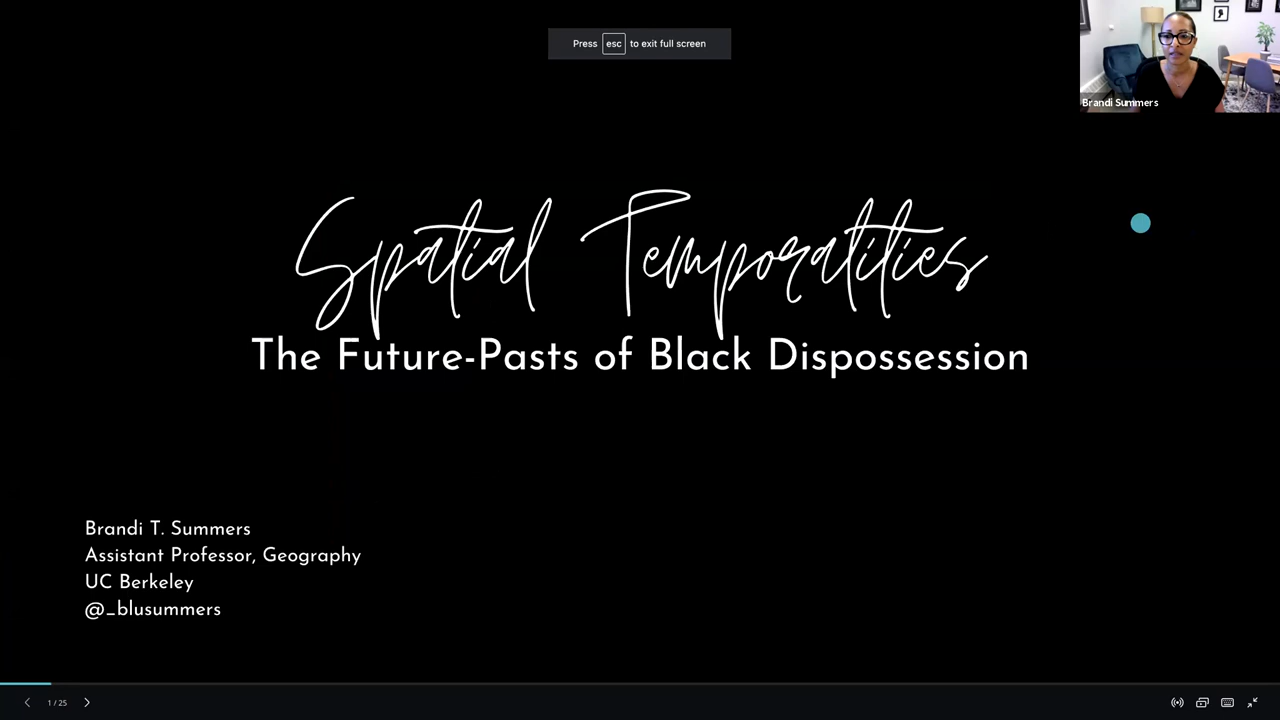 Press esc to exit full screen
Brandi Summers
Spatial Temporalities
The Future-Pasts of Black Dispossession
Brandi T. Summers
Assistant Professor, Geography
UC Berkeley
@_blusummers
1 / 25